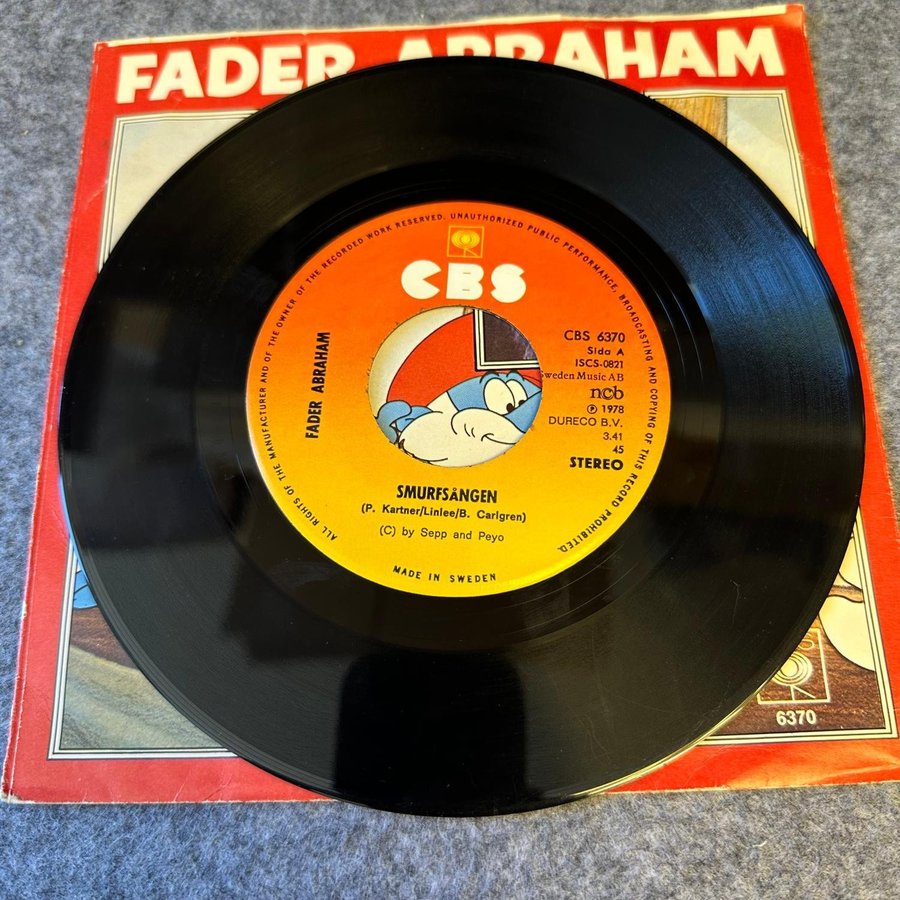 FADER ABRAHAM
ALL RIGHTS OF THE MANUFACTURER AND OF THE OWNER OF THE RECORDED WORK RESERVED. UNAUTHORIZED PUBLIC PERFORMANCE, BROADCASTING AND COPYING OF THIS RECORD PROHIBITED.
CBS
FADER ABRAHAM
CBS 6370
Sida A
ISCS-0821
Sweden Music AB
ncb
℗ 1978
DURECO B.V.
3.41
45
STEREO
SMURFSÅNGEN
(P. Kartner/Linlee/B. Carlgren)
(C) by Sepp and Peyo
MADE IN SWEDEN
6370